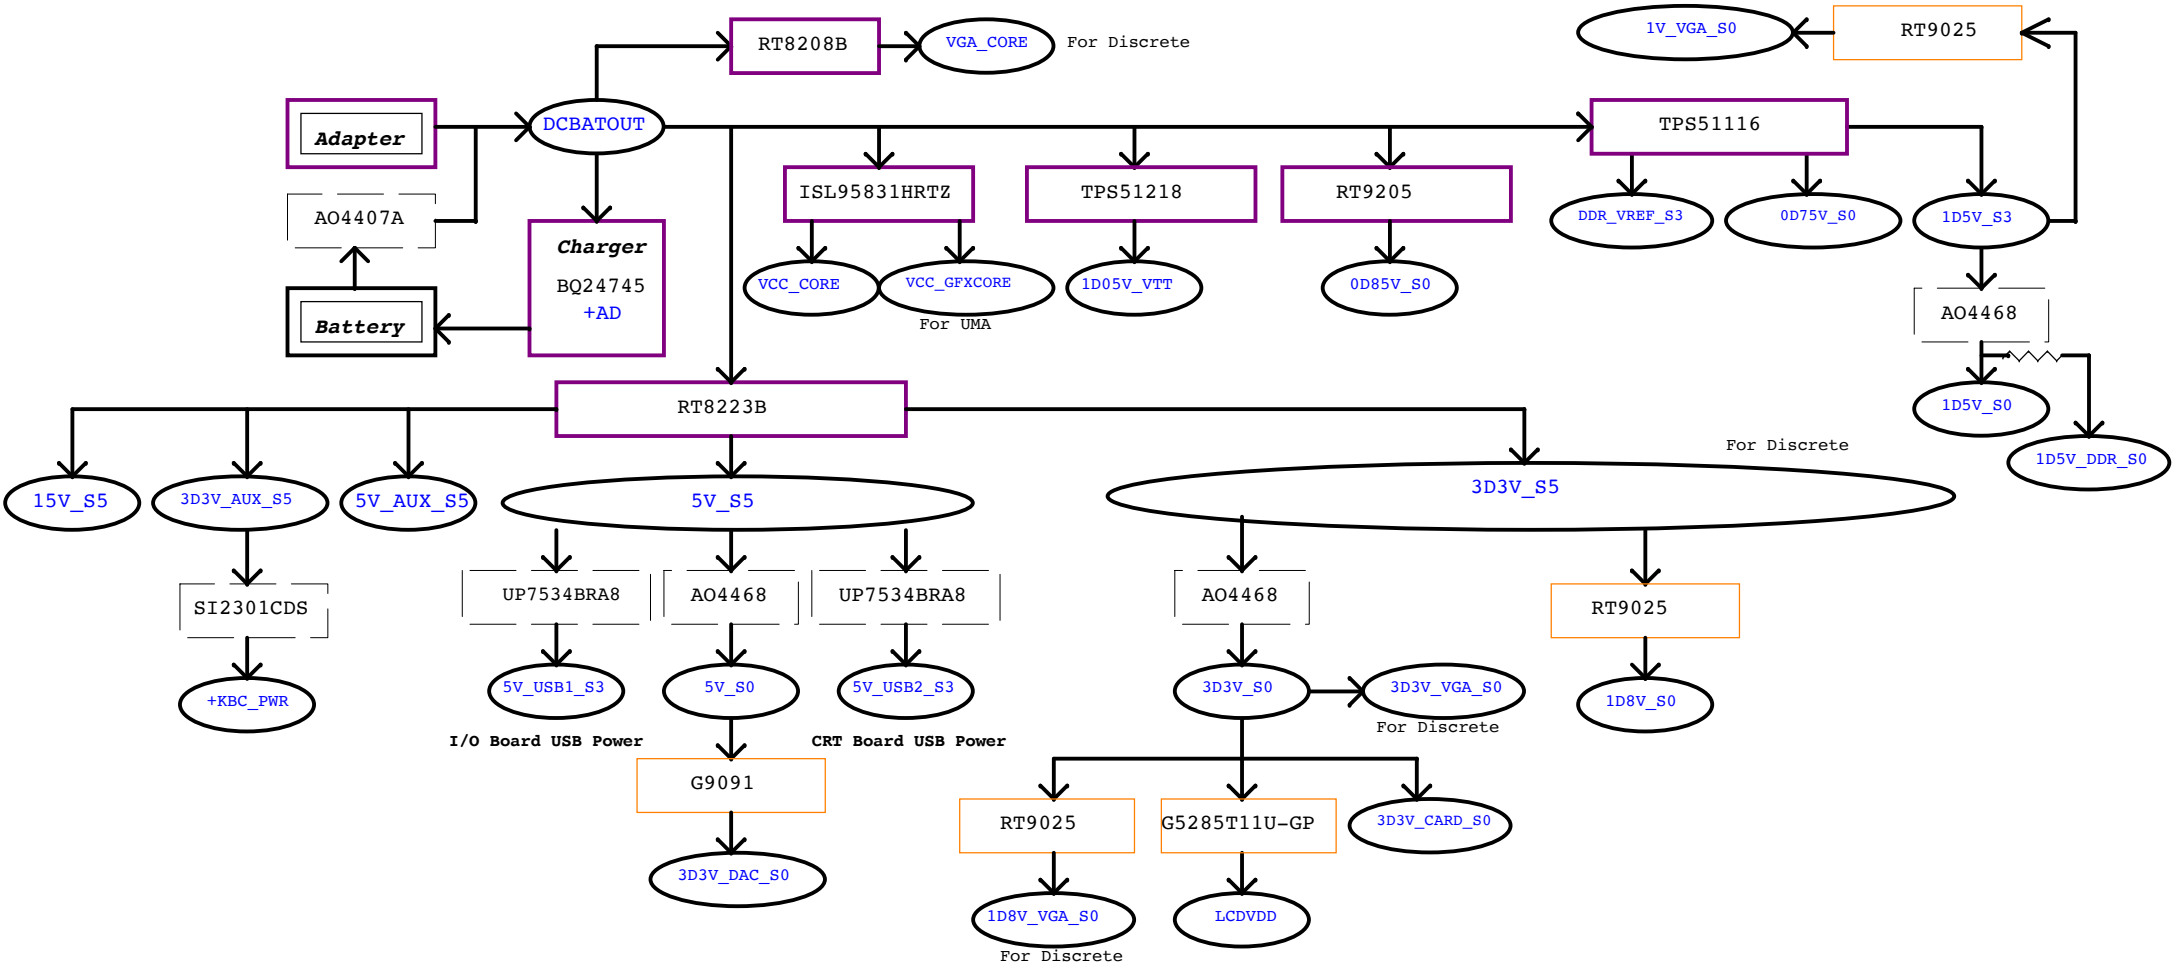 1V_VGA_S0
RT9025
RT8208B
VGA_CORE
For Discrete
Adapter
DCBATOUT
TPS51116
AO4407A
Charger
BQ24745
+AD
Battery
ISL95831HRTZ
TPS51218
RT9205
DDR_VREF_S3
0D75V_S0
1D5V_S3
VCC_CORE
VCC_GFXCORE
For UMA
1D05V_VTT
0D85V_S0
AO4468
1D5V_S0
1D5V_DDR_S0
RT8223B
For Discrete
15V_S5
3D3V_AUX_S5
5V_AUX_S5
5V_S5
3D3V_S5
SI2301CDS
UP7534BRA8
AO4468
UP7534BRA8
AO4468
RT9025
+KBC_PWR
5V_USB1_S3
5V_S0
5V_USB2_S3
3D3V_S0
3D3V_VGA_S0
For Discrete
1D8V_S0
I/O Board USB Power
CRT Board USB Power
G9091
RT9025
G5285T11U-GP
3D3V_CARD_S0
3D3V_DAC_S0
1D8V_VGA_S0
LCDVDD
For Discrete